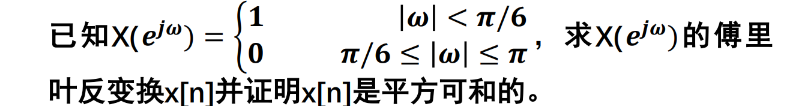 已知X(e^{jω}) = { 1 |ω| < π/6
0 π/6 ≤ |ω| ≤ π ，求X(e^{jω})的傅里
叶反变换x[n]并证明x[n]是平方可和的。